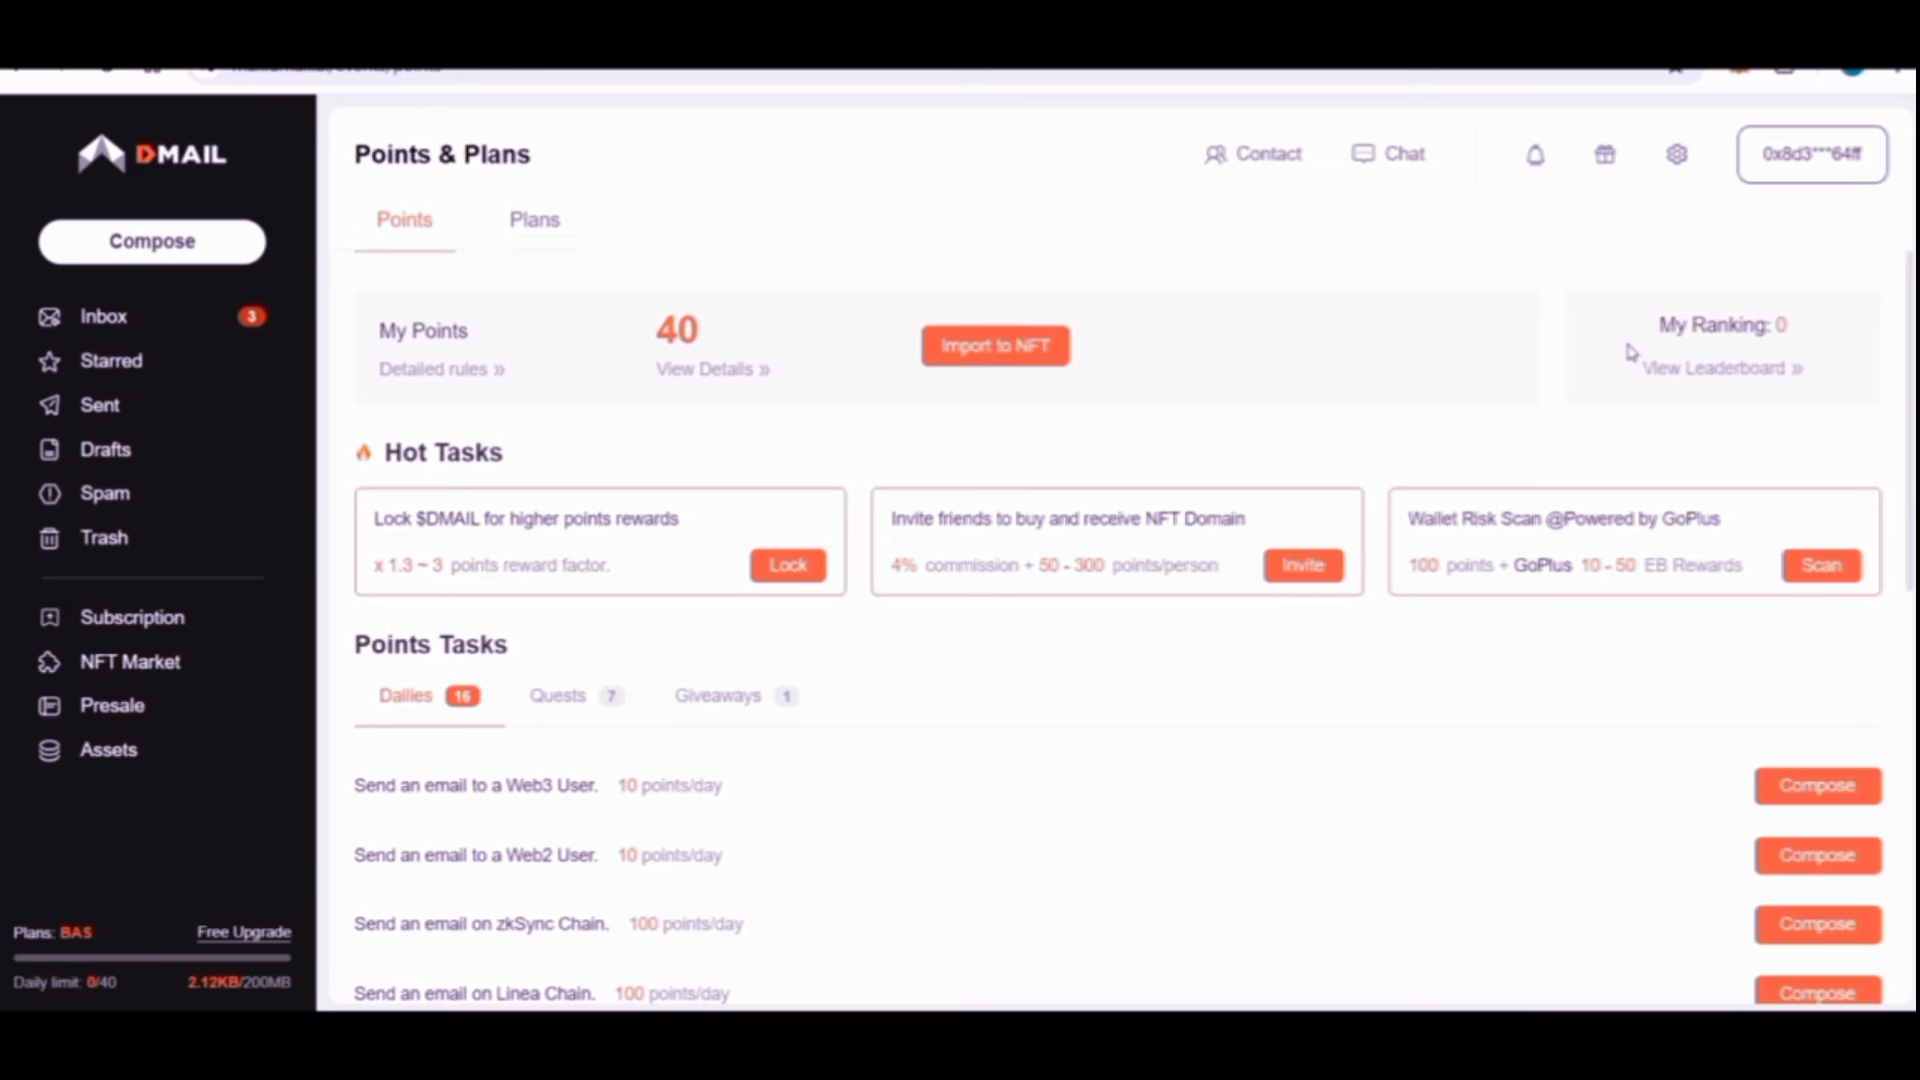 DMAIL
Compose
Inbox 3
Starred
Sent
Drafts
Spam
Trash
Subscription
NFT Market
Presale
Assets
Plans: BAS Free Upgrade
Daily limit: 0/40 2.12KB/200MB
Points & Plans
Contact Chat 0x8d3***64ff
Points Plans
My Points 40
Detailed rules » View Details »
Import to NFT
My Ranking: 0
View Leaderboard »
Hot Tasks
Lock $DMAIL for higher points rewards
x 1.3 ~ 3 points reward factor. Lock
Invite friends to buy and receive NFT Domain
4% commission + 50 - 300 points/person Invite
Wallet Risk Scan @Powered by GoPlus
100 points + GoPlus 10 - 50 EB Rewards Scan
Points Tasks
Dailies 16 Quests 7 Giveaways 1
Send an email to a Web3 User. 10 points/day Compose
Send an email to a Web2 User. 10 points/day Compose
Send an email on zkSync Chain. 100 points/day Compose
Send an email on Linea Chain. 100 points/day Compose